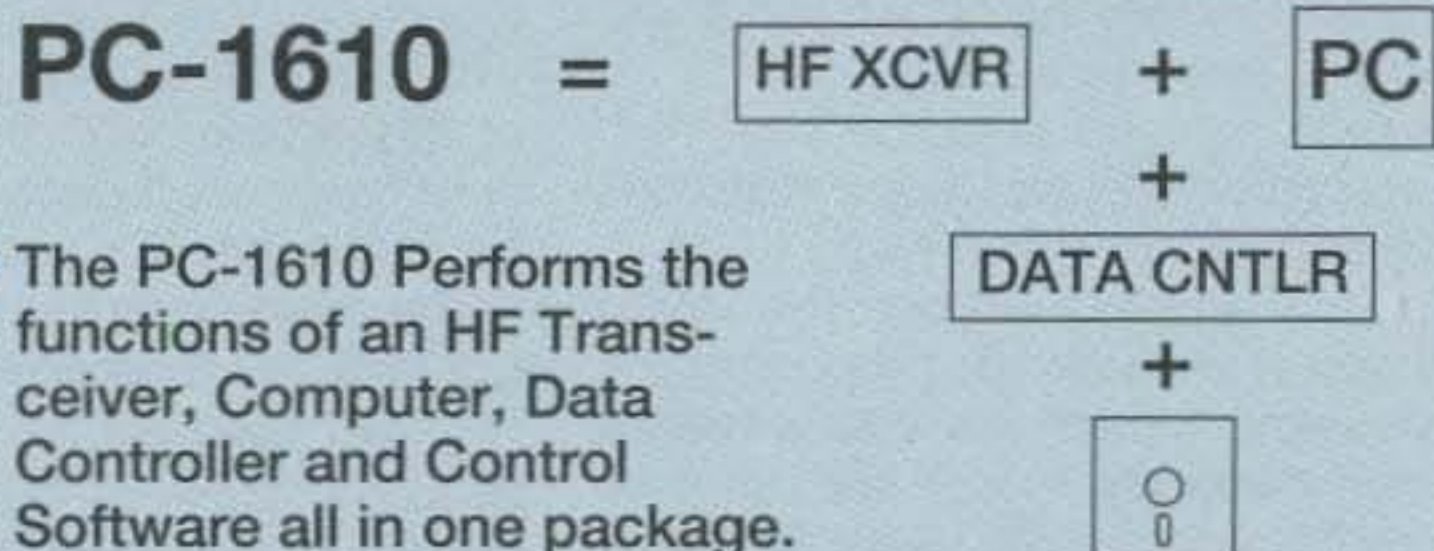 PC-1610 = HF XCVR + PC
+
DATA CNTLR
+
The PC-1610 Performs the
functions of an HF Trans-
ceiver, Computer, Data
Controller and Control
Software all in one package.